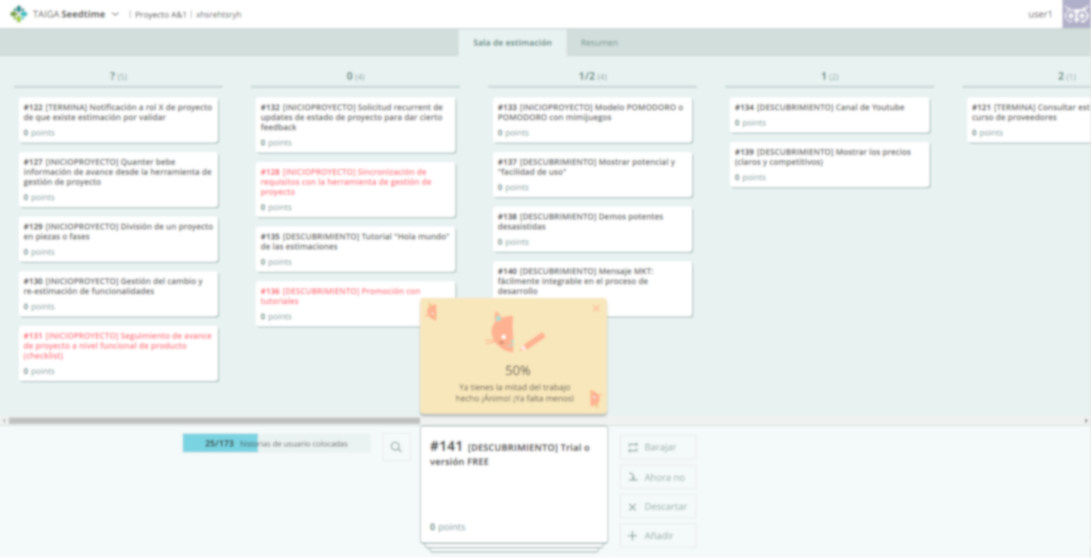 TAIGA Seedtime | Proyecto A&1 | xhsrehtsryh
user1
Sala de estimación
Resumen
? (5)
#122 [TERMINA] Notificación a rol X de proyecto
de que existe estimación por validar
0 points
#127 [INICIOPROYECTO] Quanter bebe
información de avance desde la herramienta de
gestión de proyecto
0 points
#129 [INICIOPROYECTO] División de un proyecto
en piezas o fases
0 points
#130 [INICIOPROYECTO] Gestión del cambio y
re-estimación de funcionalidades
0 points
#131 [INICIOPROYECTO] Seguimiento de avance
de proyecto a nivel funcional de producto
(checklist)
0 points
0 (4)
#132 [INICIOPROYECTO] Solicitud recurrent de
updates de estado de proyecto para dar cierto
feedback
0 points
#128 [INICIOPROYECTO] Sincronización de
requisitos con la herramienta de gestión de
proyecto
0 points
#135 [DESCUBRIMIENTO] Tutorial "Hola mundo"
de las estimaciones
0 points
#136 [DESCUBRIMIENTO] Promoción con
tutoriales
0 points
1/2 (4)
#133 [INICIOPROYECTO] Modelo POMODORO o
POMODORO con mimijuegos
0 points
#137 [DESCUBRIMIENTO] Mostrar potencial y
"facilidad de uso"
0 points
#138 [DESCUBRIMIENTO] Demos potentes
desasistidas
0 points
#140 [DESCUBRIMIENTO] Mensaje MKT:
fácilmente integrable en el proceso de
desarrollo
1 (2)
#134 [DESCUBRIMIENTO] Canal de Youtube
0 points
#139 [DESCUBRIMIENTO] Mostrar los precios
(claros y competitivos)
0 points
2 (1)
#121 [TERMINA] Consultar est
curso de proveedores
0 points
50%
Ya tienes la mitad del trabajo
hecho ¡Ánimo! ¡Ya falta menos!
25/173 historias de usuario colocadas
#141 [DESCUBRIMIENTO] Trial o
versión FREE
0 points
Barajar
Ahora no
Descartar
Añadir